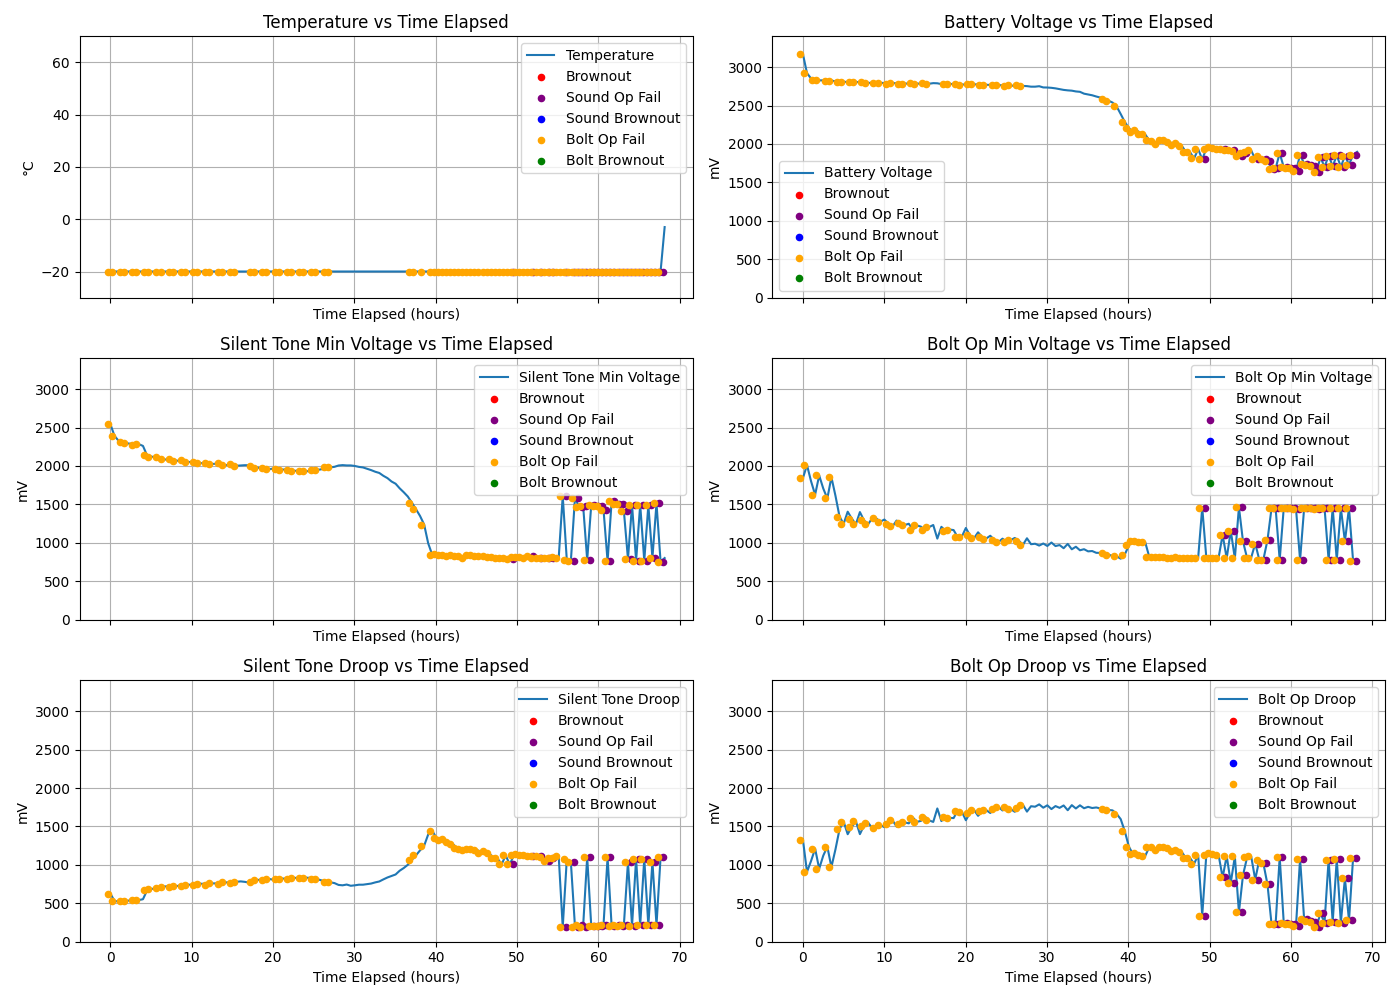 Temperature vs Time Elapsed
60
40
20
0
−20
°C
Time Elapsed (hours)
Temperature
Brownout
Sound Op Fail
Sound Brownout
Bolt Op Fail
Bolt Brownout
Battery Voltage vs Time Elapsed
3000
2500
2000
1500
1000
500
0
mV
Time Elapsed (hours)
Battery Voltage
Brownout
Sound Op Fail
Sound Brownout
Bolt Op Fail
Bolt Brownout
Silent Tone Min Voltage vs Time Elapsed
3000
2500
2000
1500
1000
500
0
mV
Time Elapsed (hours)
Silent Tone Min Voltage
Brownout
Sound Op Fail
Sound Brownout
Bolt Op Fail
Bolt Brownout
Bolt Op Min Voltage vs Time Elapsed
3000
2500
2000
1500
1000
500
0
mV
Time Elapsed (hours)
Bolt Op Min Voltage
Brownout
Sound Op Fail
Sound Brownout
Bolt Op Fail
Bolt Brownout
Silent Tone Droop vs Time Elapsed
3000
2500
2000
1500
1000
500
0
mV
0 10 20 30 40 50 60 70
Time Elapsed (hours)
Silent Tone Droop
Brownout
Sound Op Fail
Sound Brownout
Bolt Op Fail
Bolt Brownout
Bolt Op Droop vs Time Elapsed
3000
2500
2000
1500
1000
500
0
mV
0 10 20 30 40 50 60 70
Time Elapsed (hours)
Bolt Op Droop
Brownout
Sound Op Fail
Sound Brownout
Bolt Op Fail
Bolt Brownout